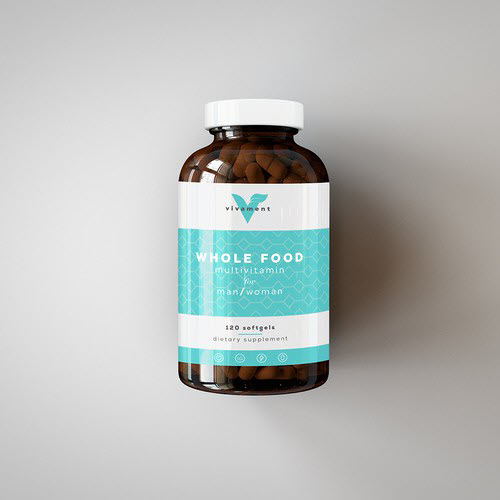 vivament
WHOLE FOOD
multivitamin
for
man/woman
120 softgels
dietary supplement